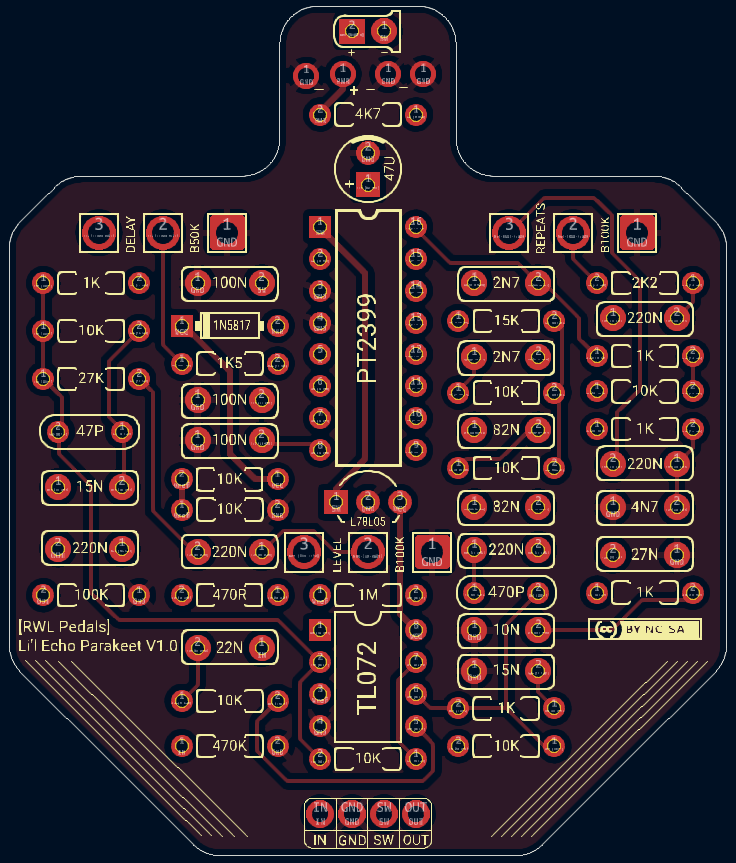 + −
− + − −
4K7
47U
+
3 DELAY 2 B50K 1 GND
3 REPEATS 2 B100K 1 GND
1K 100N 2N7 2K2
220N
10K 1N5817 15K
PT2399
1K5 2N7 1K
27K 100N 10K 10K
47P 100N 82N 1K
10K 10K 220N
15N 10K 82N 4N7
L78L05
220N 220N 3 LEVEL 2 B100K 1 GND 220N 27N
100K 470R 1M 470P 1K
[RWL Pedals]
Li'l Echo Parakeet V1.0
22N TL072 10N BY NC SA
15N
10K 1K
470K 10K 10K
IN GND SW OUT
IN GND SW OUT
IN GND SW OUT